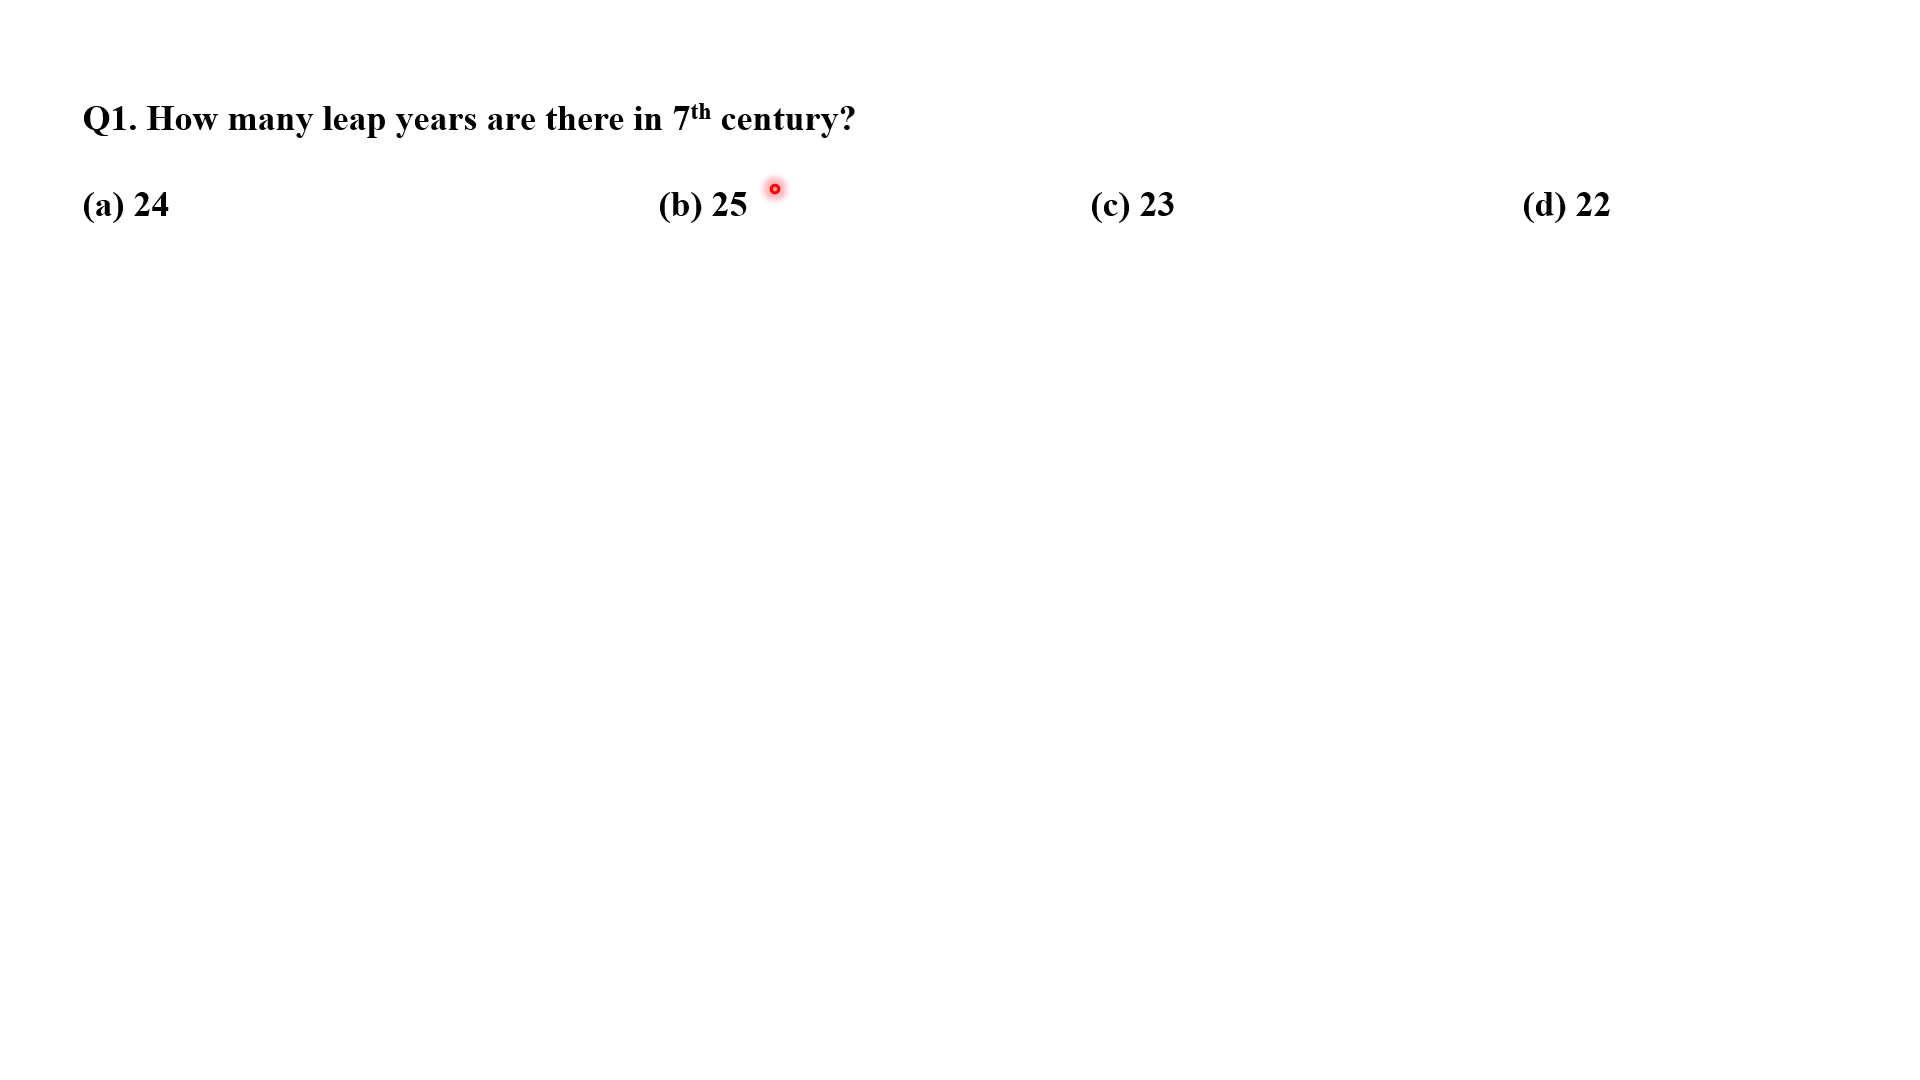 Q1. How many leap years are there in 7th century?
(a) 24 (b) 25 (c) 23 (d) 22